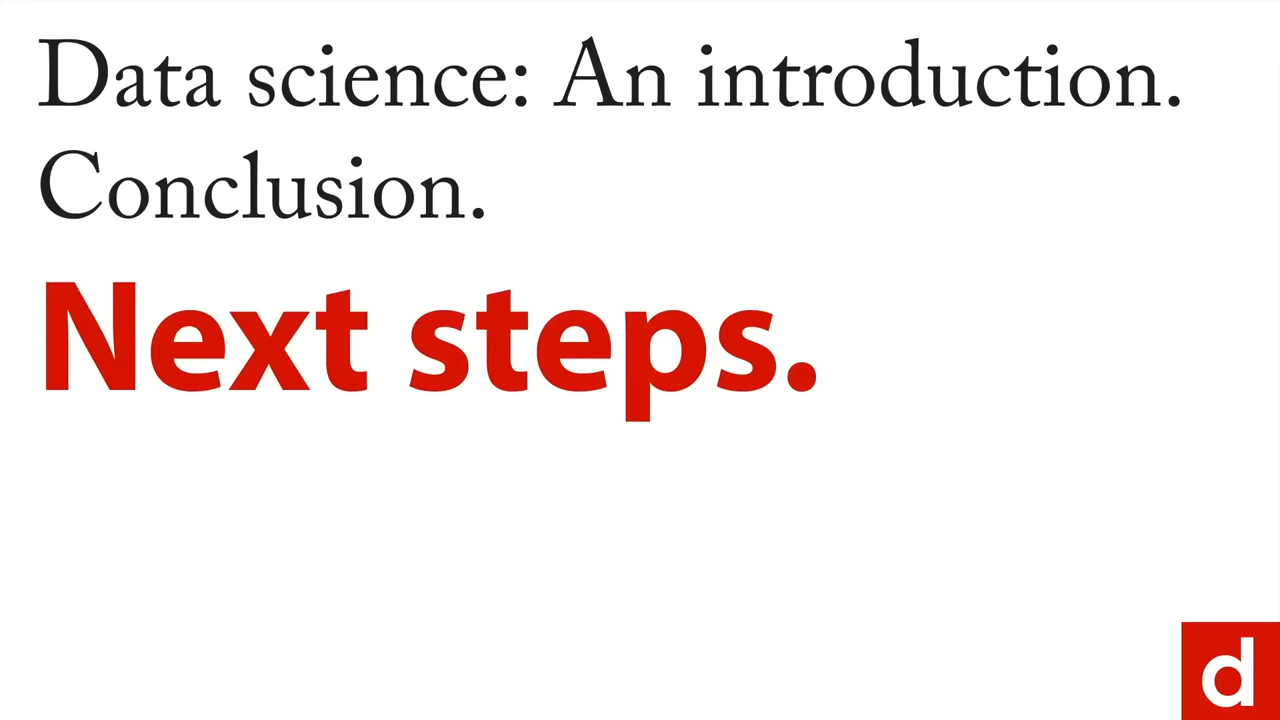 Data science: An introduction.
Conclusion.
Next steps.
d